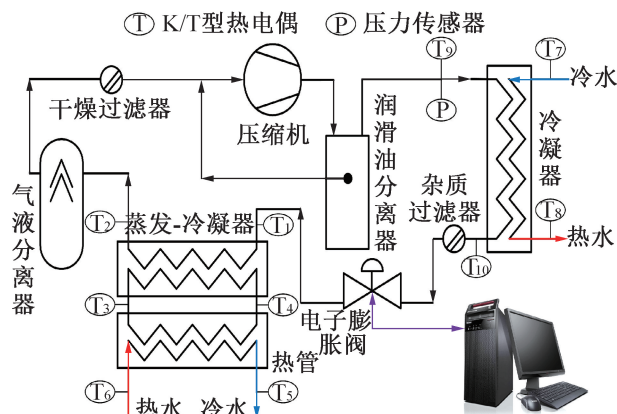 T K/T型热电偶 P 压力传感器
T9
T7
冷水
P
干燥过滤器
压缩机
润滑油分离器
冷凝器
杂质
过滤器
T8
热水
T10
气液分离器
T2
蒸发-冷凝器
T1
T3
T4
电子膨
胀阀
热管
T6
T5
热水
冷水